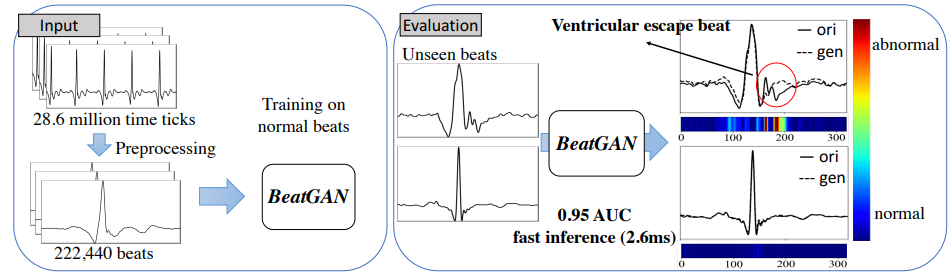 Input
28.6 million time ticks
Preprocessing
222,440 beats
Training on
normal beats
BeatGAN
Evaluation
Unseen beats
BeatGAN
0.95 AUC
fast inference (2.6ms)
Ventricular escape beat
ori
gen
0 100 200 300
ori
gen
0 100 200 300
abnormal
normal